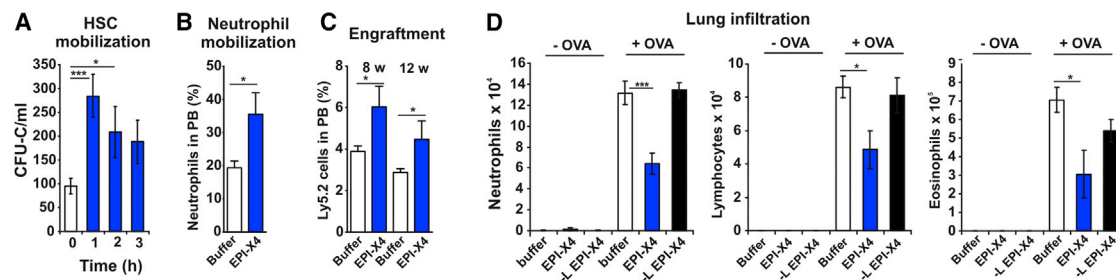 A
HSC
mobilization
CFU-C/ml
350
300
250
200
150
100
50
0
***
*
0 1 2 3
Time (h)
B
Neutrophil
mobilization
Neutrophils in PB (%)
50
40
30
20
10
0
*
Buffer
EPI-X4
C
Engraftment
Ly5.2 cells in PB (%)
8
6
4
2
0
8 w 12 w
*
*
Buffer
EPI-X4
Buffer
EPI-X4
D
Lung infiltration
- OVA + OVA
Neutrophils x 10⁴
16
14
12
10
8
6
4
2
0
***
buffer
EPI-X4
-L EPI-X4
buffer
EPI-X4
-L EPI-X4
- OVA + OVA
Lymphocytes x 10⁴
10
8
6
4
2
0
*
Buffer
EPI-X4
-L EPI-X4
Buffer
EPI-X4
-L EPI-X4
- OVA + OVA
Eosinophils x 10⁵
9
8
7
6
5
4
3
2
1
0
*
Buffer
EPI-X4
-L EPI-X4
Buffer
EPI-X4
-L EPI-X4